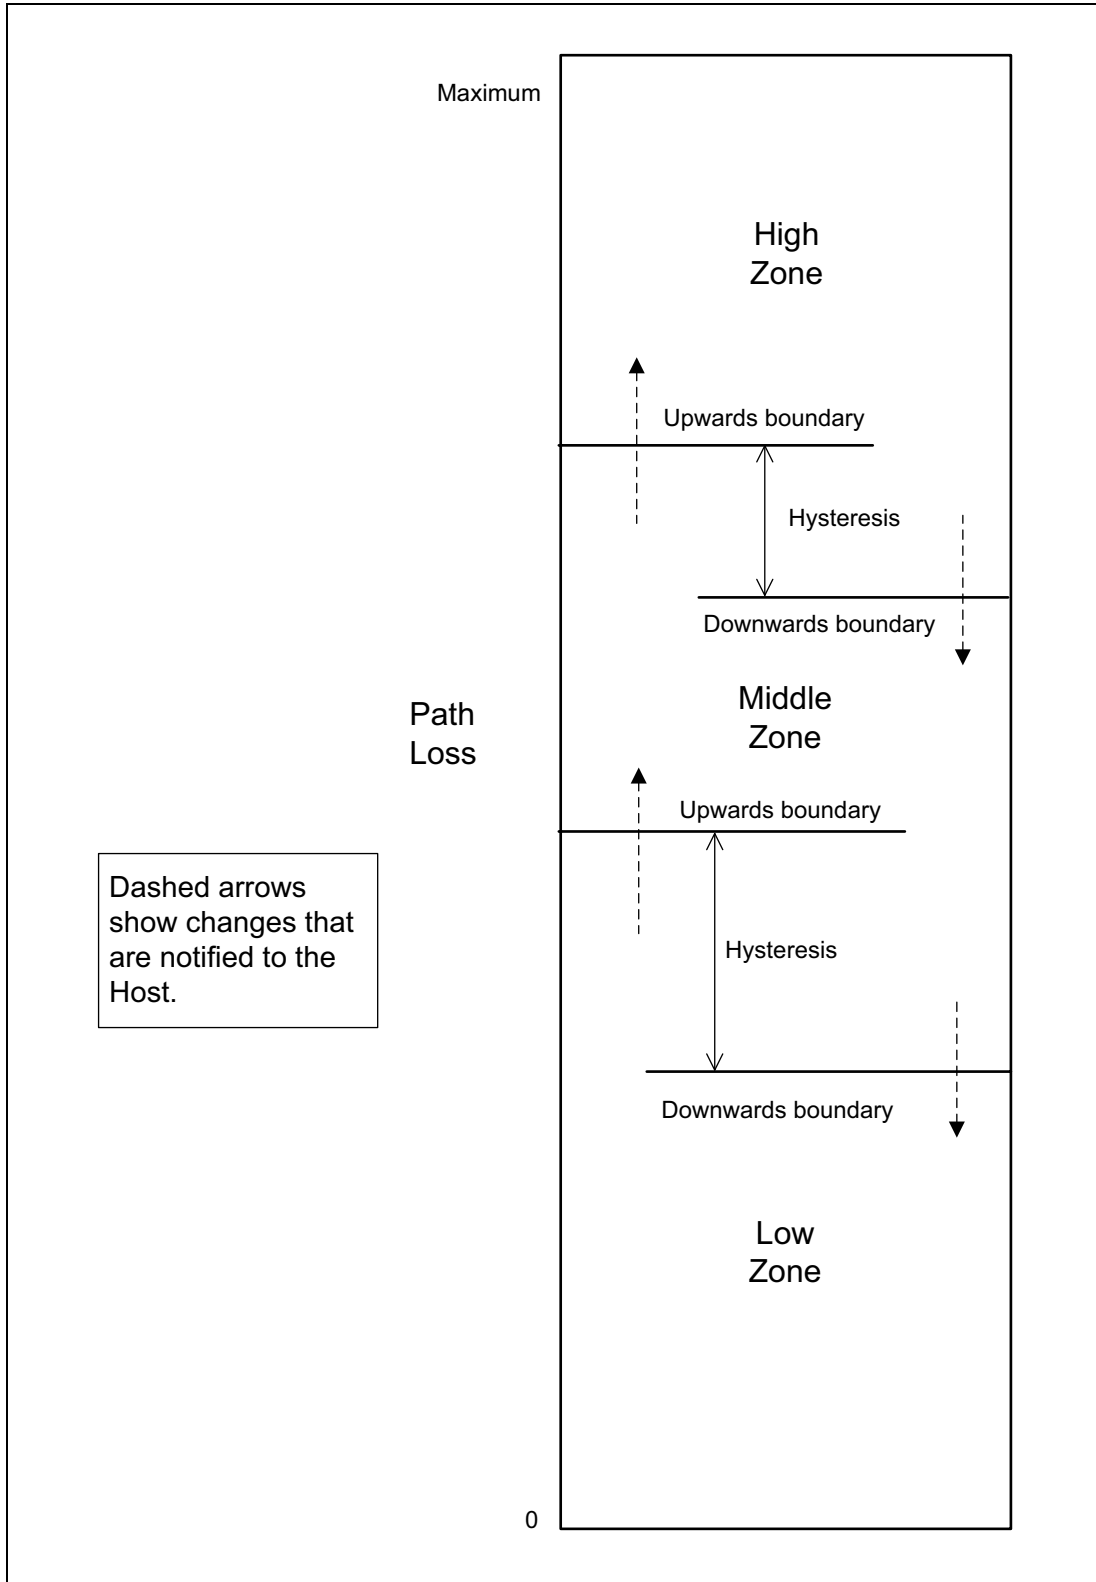 Maximum
High
Zone
Upwards boundary
Hysteresis
Downwards boundary
Middle
Zone
Path
Loss
Upwards boundary
Dashed arrows
show changes that
are notified to the
Host.
Hysteresis
Downwards boundary
Low
Zone
0